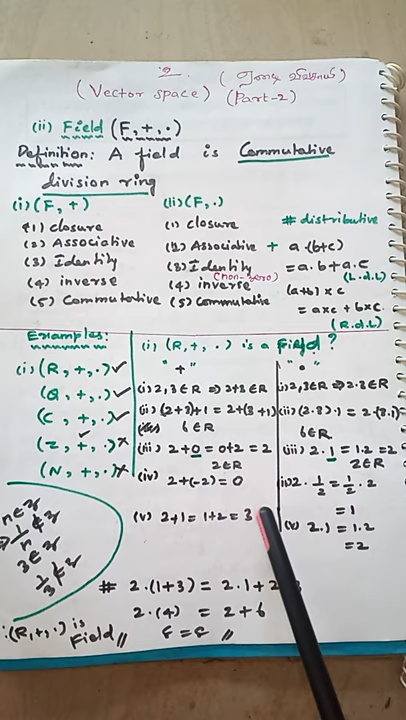 (Vector space) (Part-2)
(ii) Field (F, +, .)
Definition: A field is Commutative
division ring
(i) (F, +)
(1) closure
(2) Associative
(3) Identity
(4) inverse
(5) Commutative
(ii) (F, .)
(1) closure
(2) Associative
(3) Identity
(non-zero)
(4) inverse
(5) Commutative
# distributive
+ a.(b+c)
= a.b + a.c
(L.d.L)
(a+b) x c
= axc + bxc.
(R.d.L)
Examples:
(i) (R, +, .) ✓
(Q, +, .) ✓
(C, +, .) ✓
(Z, +, .) ×
(N, +, .) ×
n ∈ z
⇒ 1/n ∉ z
3 ∈ z
1/3 ∉ z
(i) (R, +, .) is a Field?
"+"
(i) 2,3 ∈ R ⇒ 2+3 ∈ R
(ii) (2+3)+1 = 2+(3+1)
6 ∈ R
(iii) 2+0 = 0+2 = 2
2 ∈ R
(iv)
2+(-2) = 0
(v) 2+1 = 1+2 = 3
"."
(i) 2,3 ∈ R ⇒ 2.3 ∈ R
(ii) (2.3).1 = 2.(3.1) =
6 ∈ R
(iii) 2.1 = 1.2 = 2
2 ∈ R
2. 1/2 = 1/2 . 2
= 1
(v) 2.1 = 1.2
= 2
# 2.(1+3) = 2.1 + 2
2.(4) = 2+6
∴ (R, +, .) is
Field //